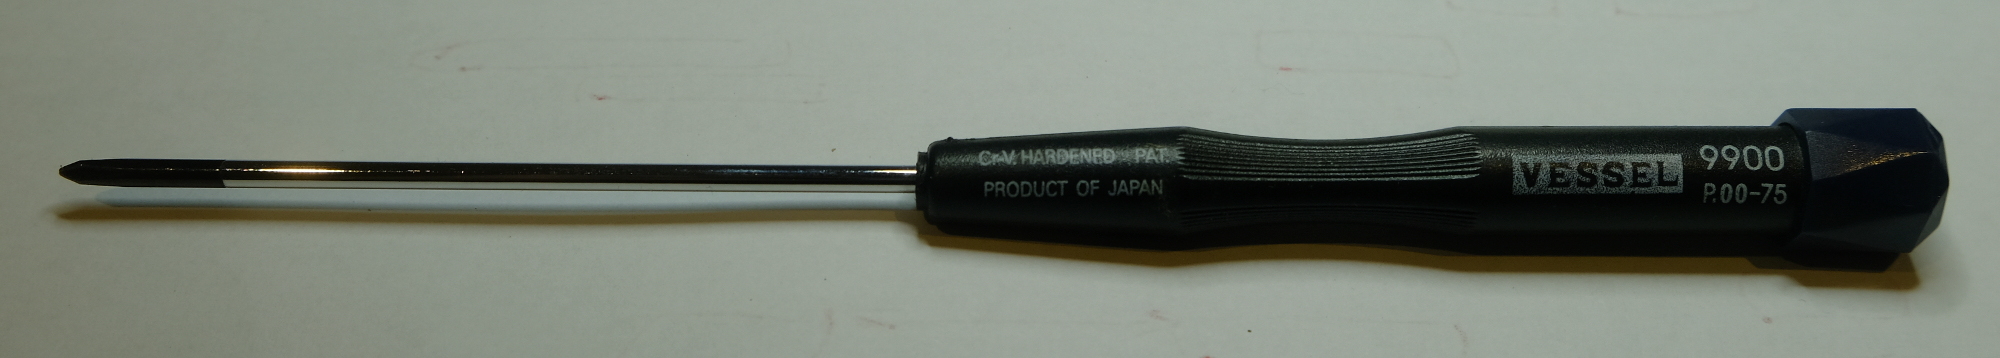 Cr-V. HARDENED PAT.
PRODUCT OF JAPAN
VESSEL
9900
P.00-75